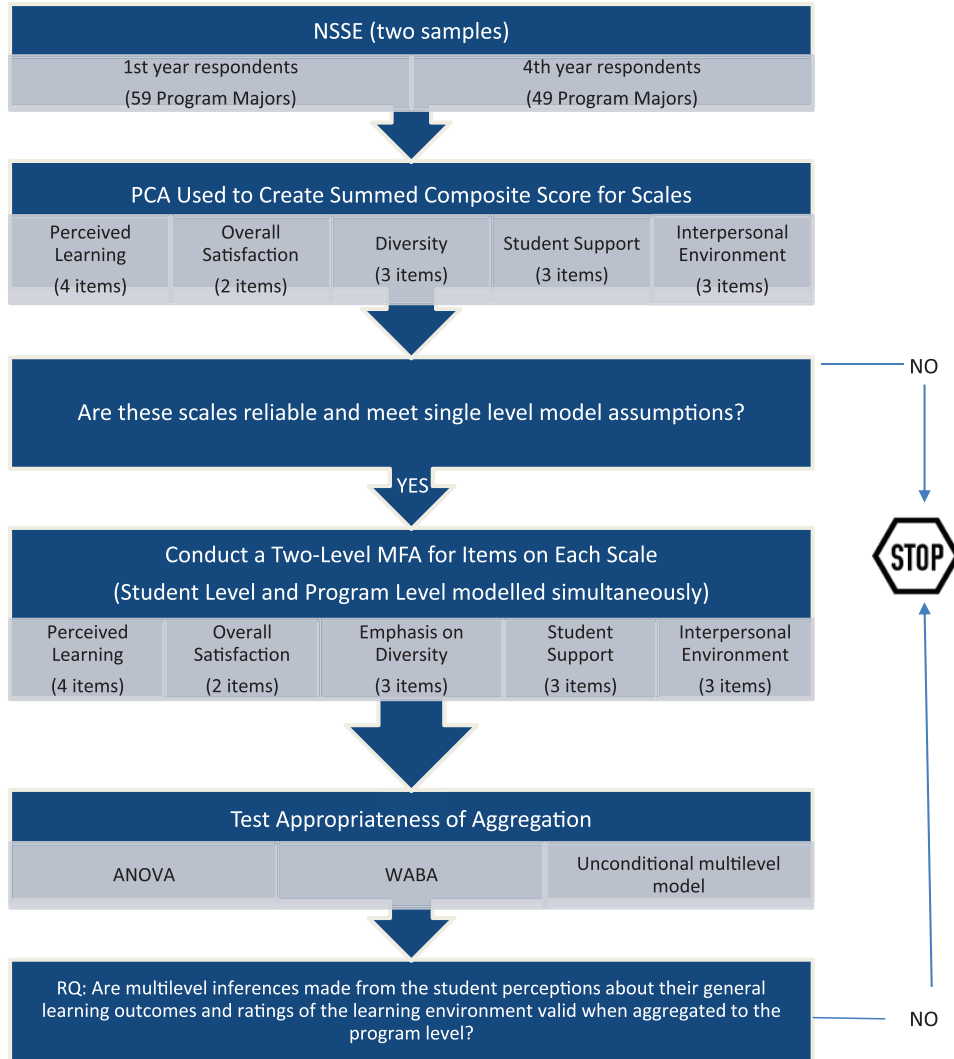 NSSE (two samples)
1st year respondents
(59 Program Majors)
4th year respondents
(49 Program Majors)
PCA Used to Create Summed Composite Score for Scales
Perceived
Learning
(4 items)
Overall
Satisfaction
(2 items)
Diversity
(3 items)
Student Support
(3 items)
Interpersonal
Environment
(3 items)
Are these scales reliable and meet single level model assumptions?
NO
YES
Conduct a Two-Level MFA for Items on Each Scale
(Student Level and Program Level modelled simultaneously)
STOP
Perceived
Learning
(4 items)
Overall
Satisfaction
(2 items)
Emphasis on
Diversity
(3 items)
Student
Support
(3 items)
Interpersonal
Environment
(3 items)
Test Appropriateness of Aggregation
ANOVA
WABA
Unconditional multilevel
model
RQ: Are multilevel inferences made from the student perceptions about their general
learning outcomes and ratings of the learning environment valid when aggregated to the
program level?
NO